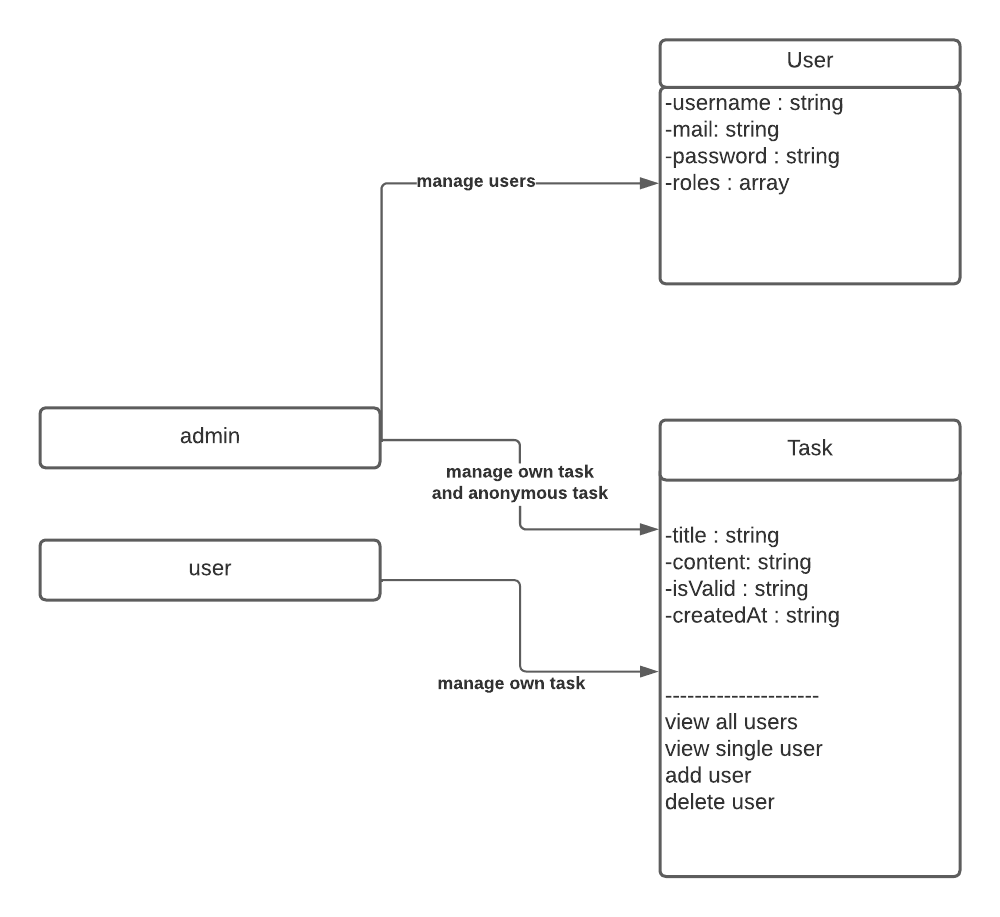 User
-username : string
-mail: string
-password : string
-roles : array
manage users
admin
manage own task
and anonymous task
user
manage own task
Task
-title : string
-content: string
-isValid : string
-createdAt : string
---------------------
view all users
view single user
add user
delete user